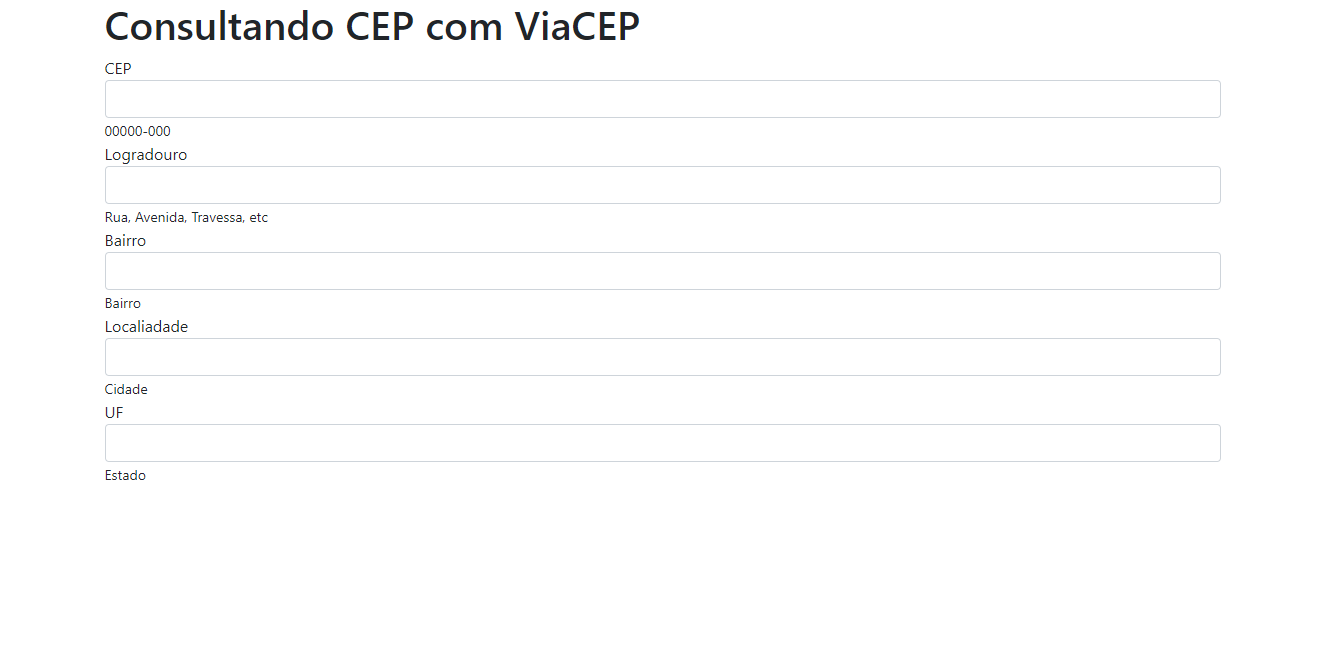 Consultando CEP com ViaCEP
CEP
00000-000
Logradouro
Rua, Avenida, Travessa, etc
Bairro
Bairro
Localiadade
Cidade
UF
Estado